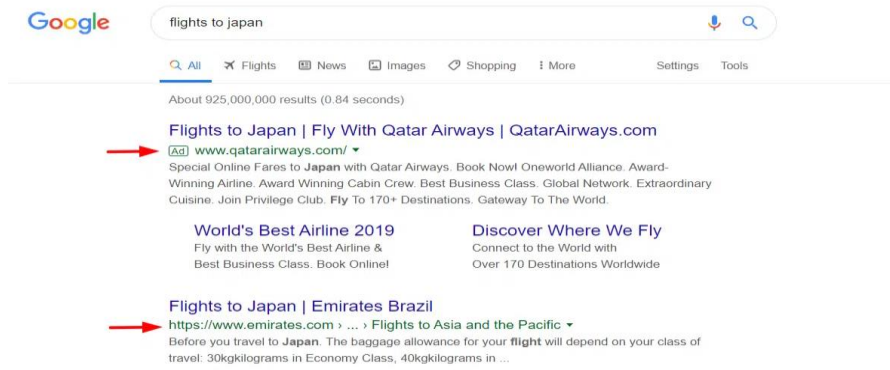 Google
flights to japan
All Flights News Images Shopping More Settings Tools
About 925,000,000 results (0.84 seconds)
Flights to Japan | Fly With Qatar Airways | QatarAirways.com
Ad www.qatarairways.com/
Special Online Fares to Japan with Qatar Airways. Book Now! Oneworld Alliance. Award-
Winning Airline. Award Winning Cabin Crew. Best Business Class. Global Network. Extraordinary
Cuisine. Join Privilege Club. Fly To 170+ Destinations. Gateway To The World.
World's Best Airline 2019
Fly with the World's Best Airline &
Best Business Class. Book Online!
Discover Where We Fly
Connect to the World with
Over 170 Destinations Worldwide
Flights to Japan | Emirates Brazil
https://www.emirates.com › ... › Flights to Asia and the Pacific
Before you travel to Japan. The baggage allowance for your flight will depend on your class of
travel: 30kgkilograms in Economy Class, 40kgkilograms in ...